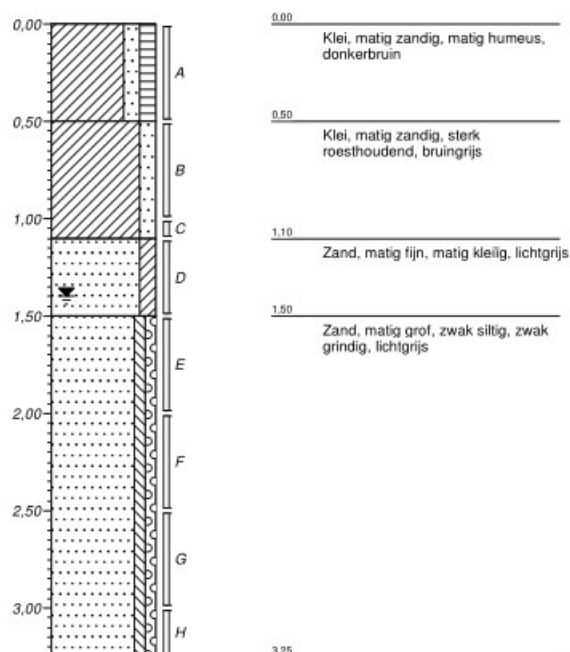 0,00
A
0,50
B
1,00
C
D
1,50
E
2,00
F
2,50
G
3,00
H
0,00
Klei, matig zandig, matig humeus,
donkerbruin
0,50
Klei, matig zandig, sterk
roesthoudend, bruingrijs
1,10
Zand, matig fijn, matig kleiïg, lichtgrijs
1,50
Zand, matig grof, zwak siltig, zwak
grindig, lichtgrijs
3,25